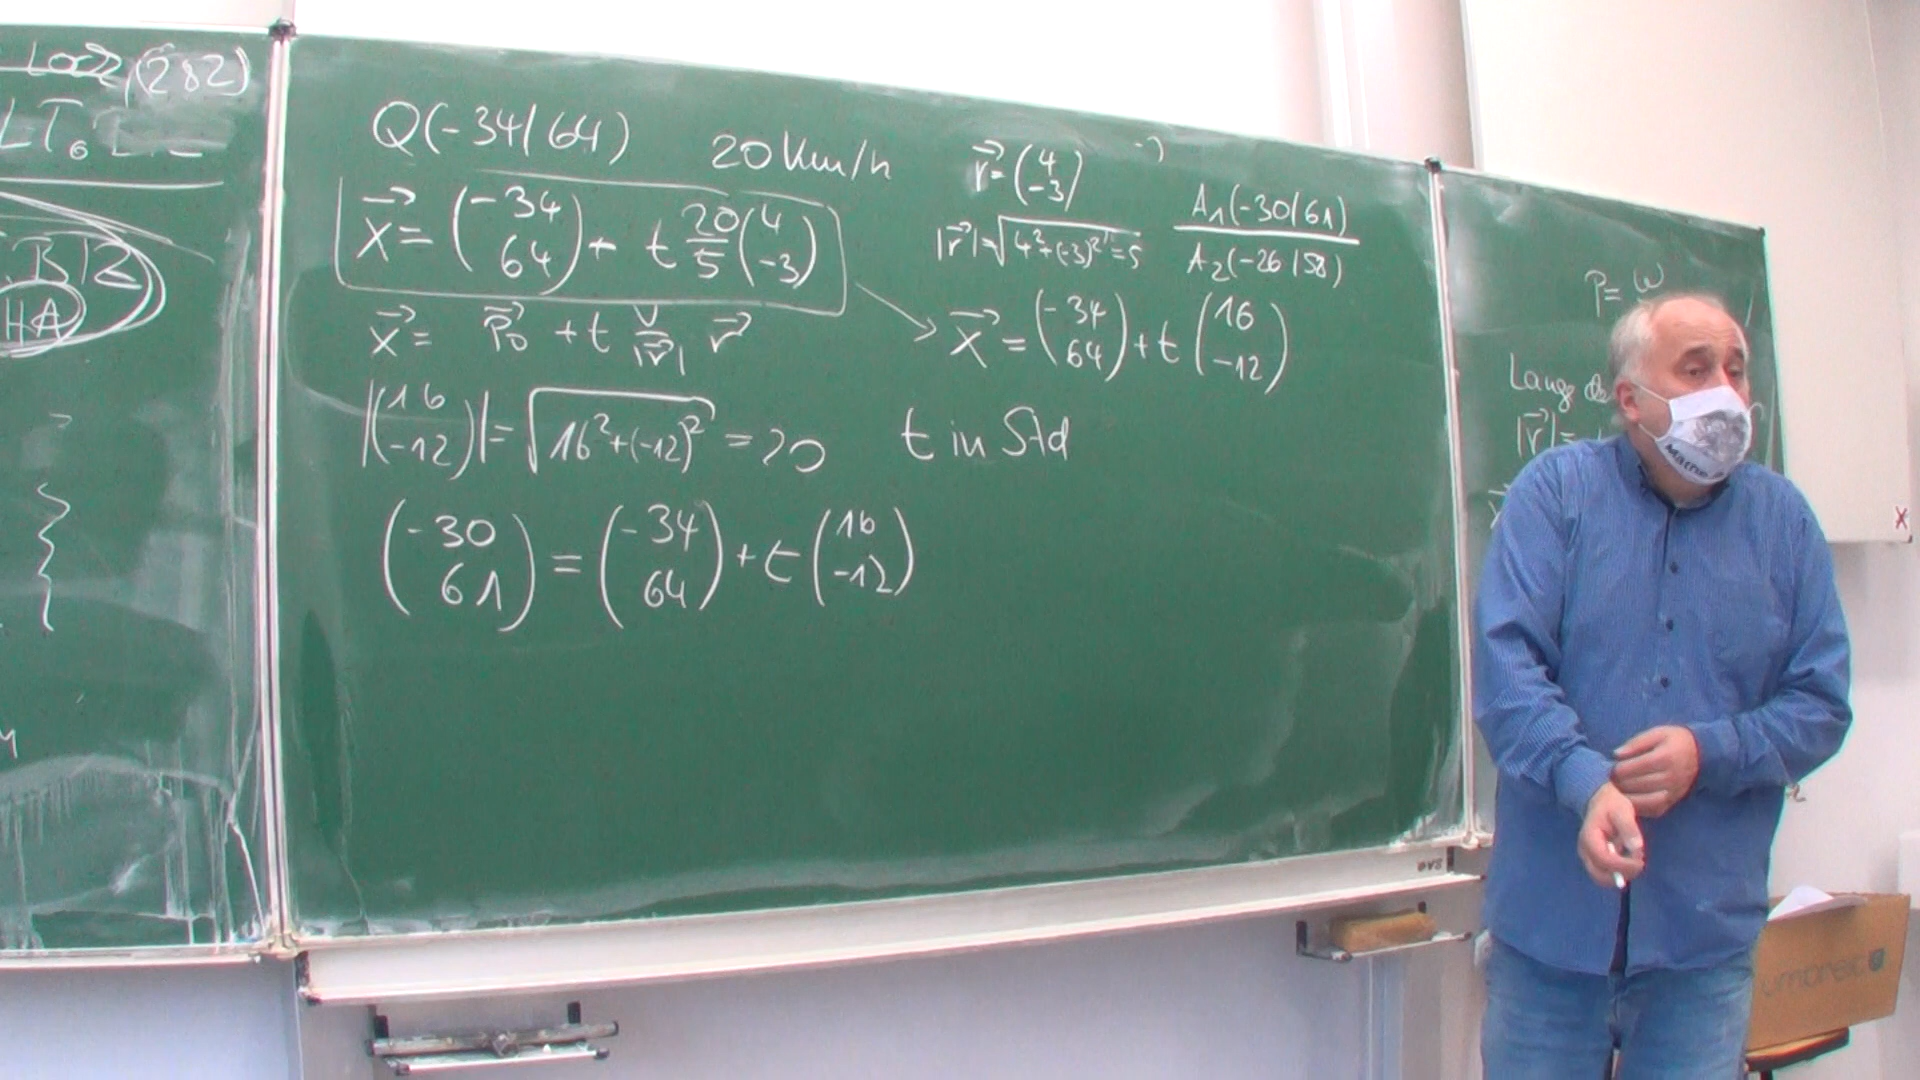 (282)
LT6
B12
HA
Q(-34/64)
20 Km/h
r⃗ = (4 -3)
A1(-30/61)
x⃗ = (-34 64) + t 20/5 (4 -3)
|r⃗| = √4²+(-3)² = 5
A2(-26/58)
x⃗ = P⃗0 + t v/|r⃗| r⃗
→ x⃗ = (-34 64) + t (16 -12)
|(16 -12)| = √16²+(-12)² = 20
t in Std
(-30 61) = (-34 64) + t (16 -12)
P=
|r⃗| =